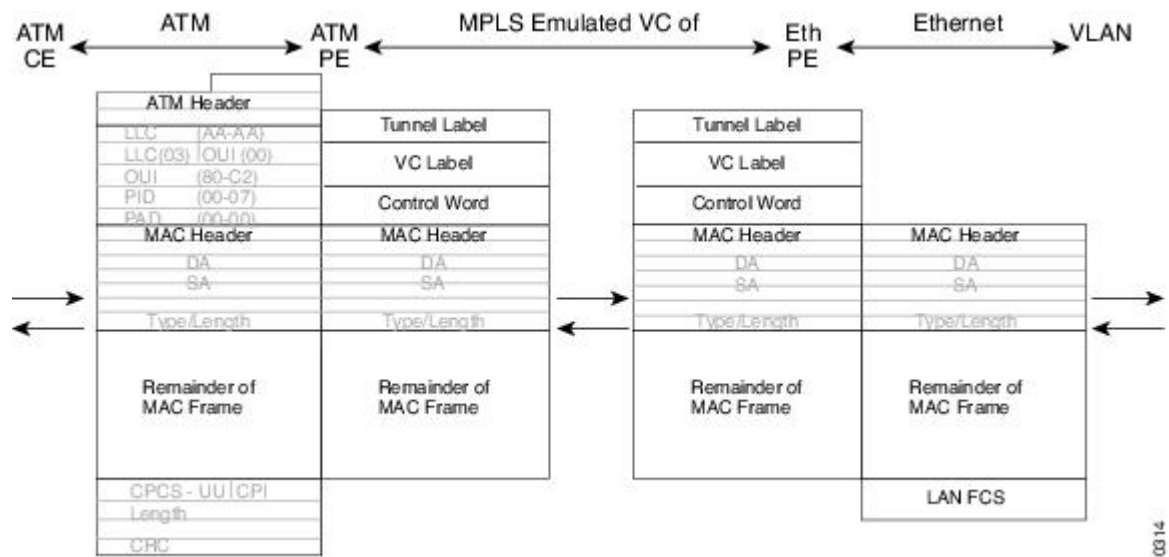 ATM CE
ATM
ATM PE
MPLS Emulated VC of
Eth PE
Ethernet
VLAN
ATM Header
LLC (AA-AA)
LLC(03) OUI (00)
OUI (80-C2)
PID (00-07)
PAD (00-00)
MAC Header
DA
SA
Type/Length
Remainder of
MAC Frame
CPCS - UU CPI
Length
CRC
Tunnel Label
VC Label
Control Word
MAC Header
DA
SA
Type/Length
Remainder of
MAC Frame
Tunnel Label
VC Label
Control Word
MAC Header
DA
SA
Type/Length
Remainder of
MAC Frame
MAC Header
DA
SA
Type/Length
Remainder of
MAC Frame
LAN FCS
0314